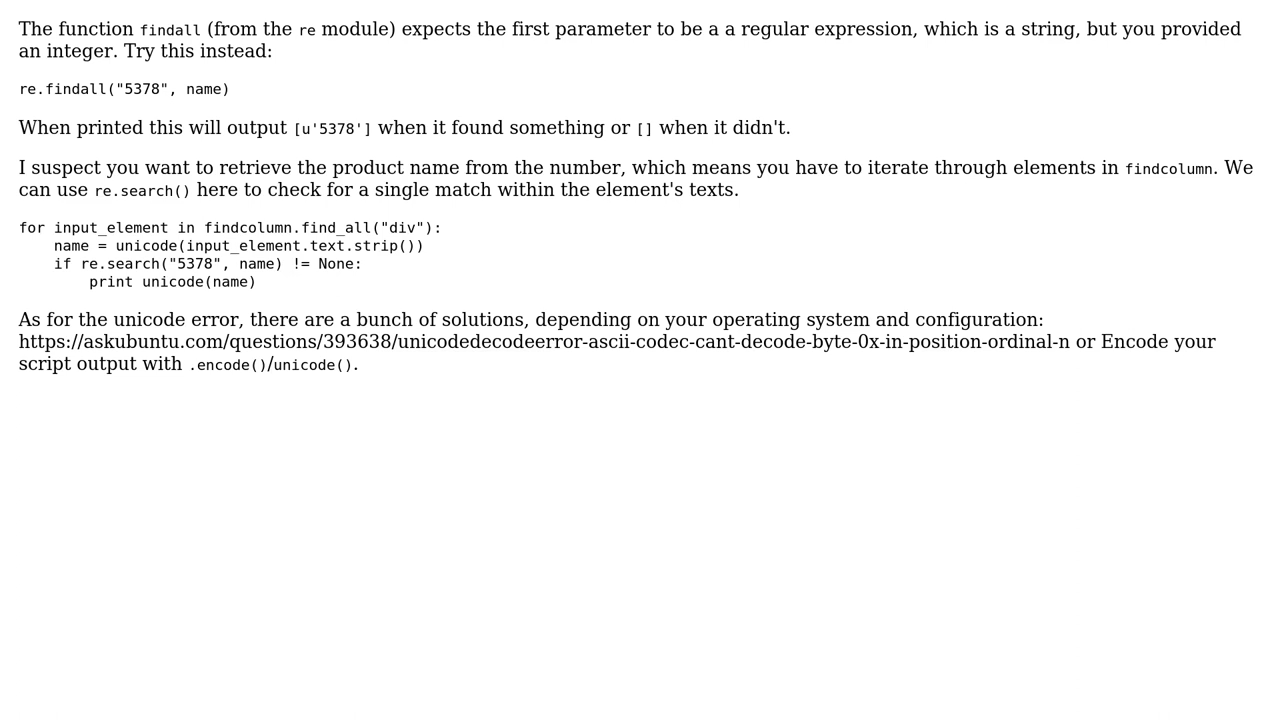 The function findall (from the re module) expects the first parameter to be a a regular expression, which is a string, but you provided
an integer. Try this instead:
re.findall("5378", name)
When printed this will output [u'5378'] when it found something or [] when it didn't.
I suspect you want to retrieve the product name from the number, which means you have to iterate through elements in findcolumn. We
can use re.search() here to check for a single match within the element's texts.
for input_element in findcolumn.find_all("div"):
    name = unicode(input_element.text.strip())
    if re.search("5378", name) != None:
        print unicode(name)
As for the unicode error, there are a bunch of solutions, depending on your operating system and configuration:
https://askubuntu.com/questions/393638/unicodedecodeerror-ascii-codec-cant-decode-byte-0x-in-position-ordinal-n or Encode your
script output with .encode()/unicode().